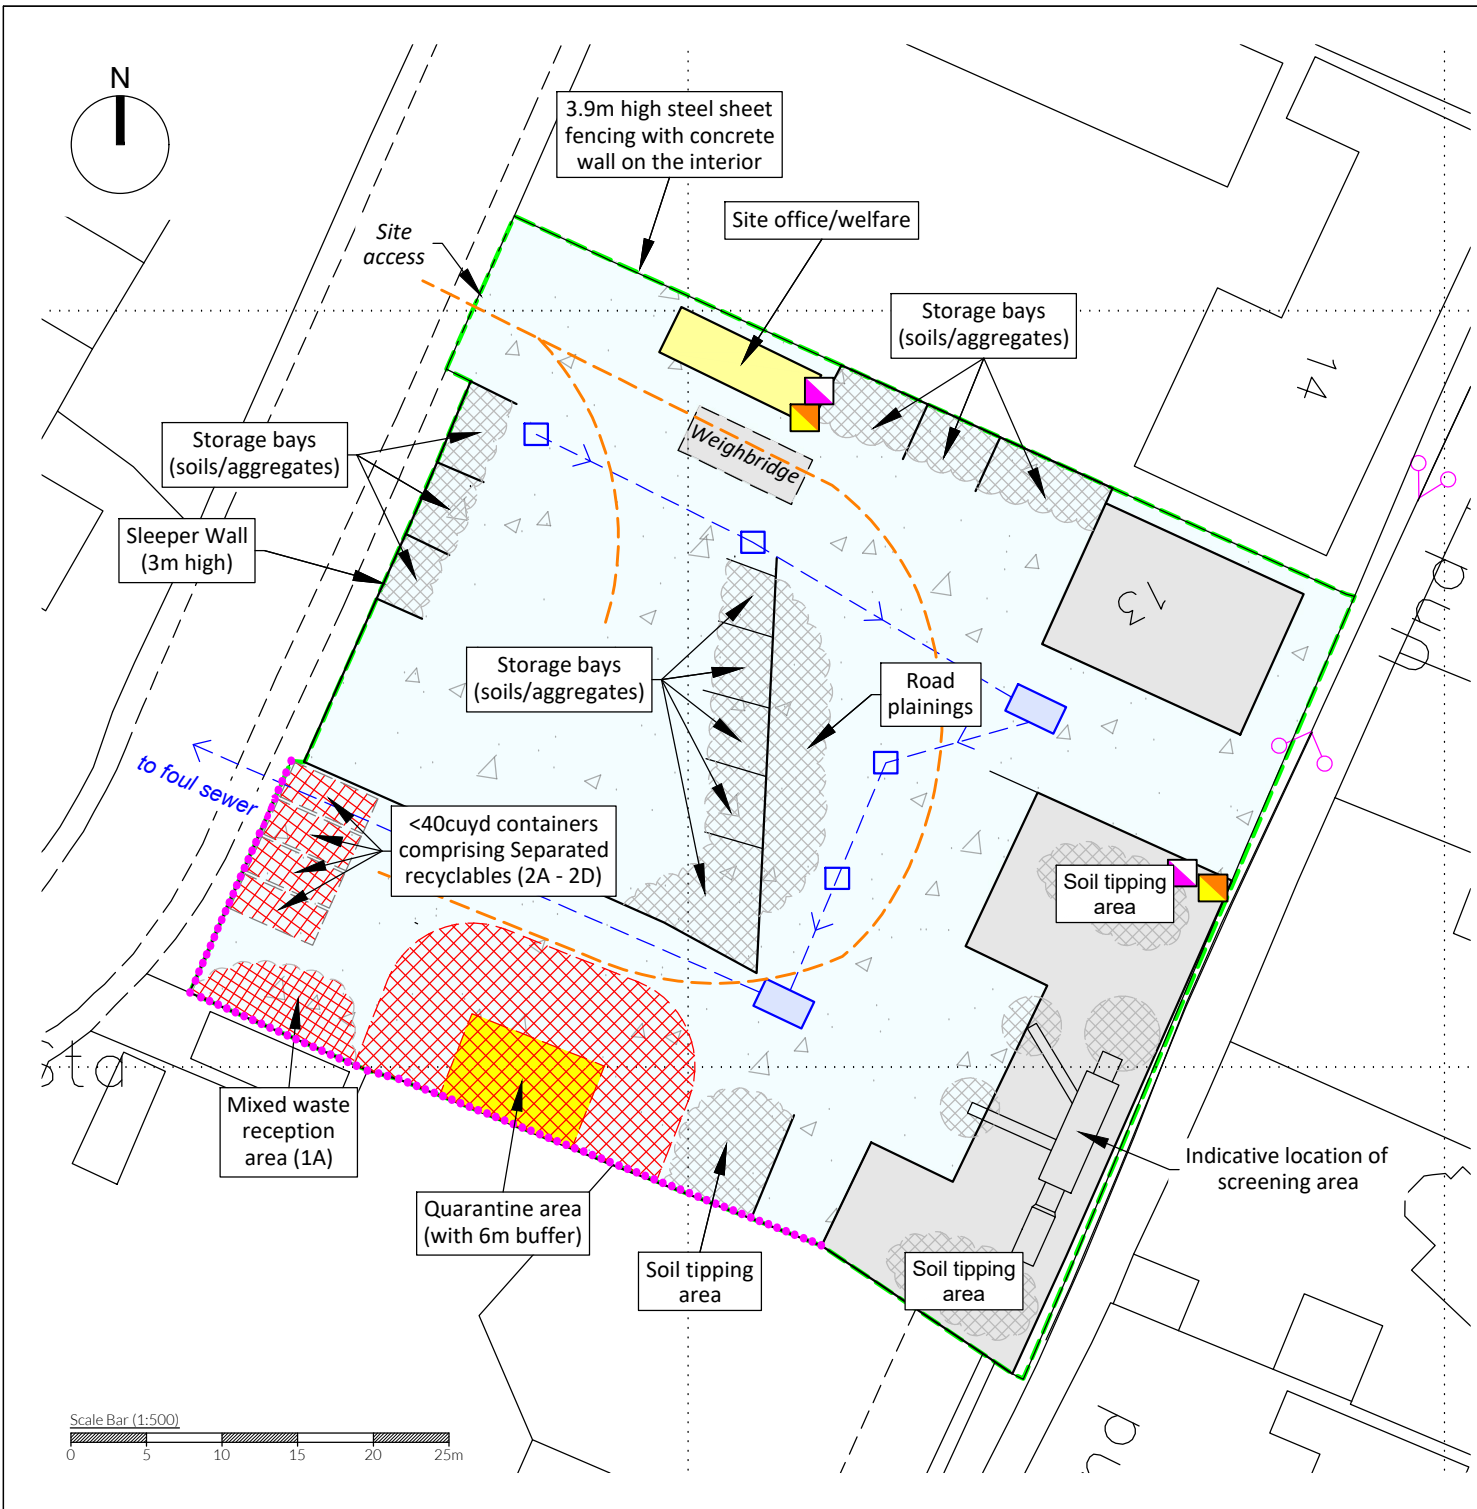 N
3.9m high steel sheet
fencing with concrete
wall on the interior
Site
access
Site office/welfare
Storage bays
(soils/aggregates)
14
Storage bays
(soils/aggregates)
Weighbridge
Sleeper Wall
(3m high)
13
Storage bays
(soils/aggregates)
Road
plainings
to foul sewer
<40cuyd containers
comprising Separated
recyclables (2A - 2D)
Soil tipping
area
Sta
Mixed waste
reception
area (1A)
Quarantine area
(with 6m buffer)
Indicative location of
screening area
Soil tipping
area
Soil tipping
area
Scale Bar (1:500)
0 5 10 15 20 25m